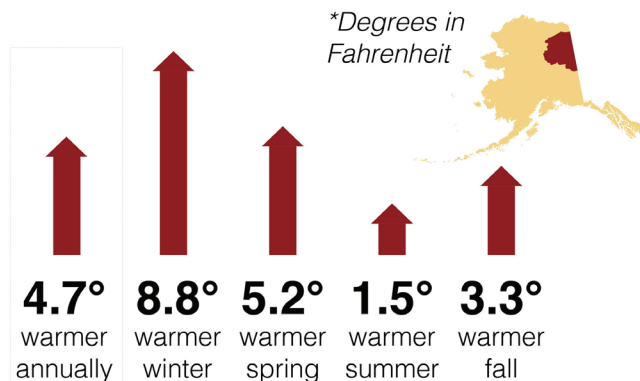 *Degrees in
Fahrenheit
4.7° 8.8° 5.2° 1.5° 3.3°
warmer warmer warmer warmer warmer
annually winter spring summer fall